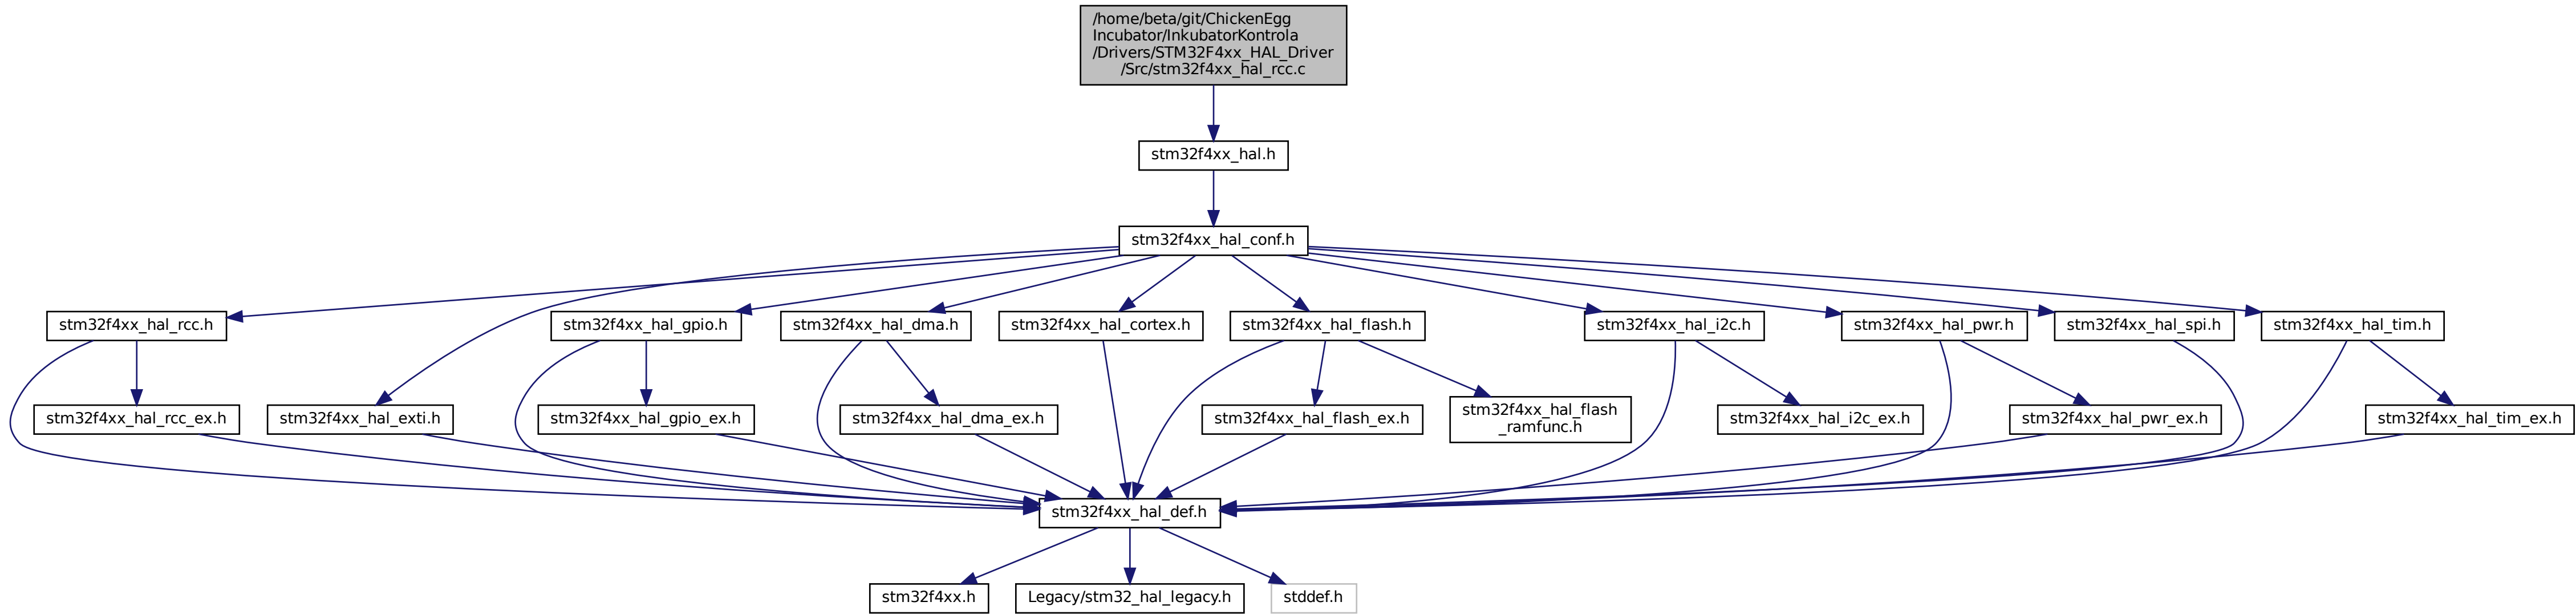 /home/beta/git/ChickenEgg
Incubator/InkubatorKontrola
/Drivers/STM32F4xx_HAL_Driver
/Src/stm32f4xx_hal_rcc.c
stm32f4xx_hal.h
stm32f4xx_hal_conf.h
stm32f4xx_hal_rcc.h
stm32f4xx_hal_gpio.h
stm32f4xx_hal_dma.h
stm32f4xx_hal_cortex.h
stm32f4xx_hal_flash.h
stm32f4xx_hal_i2c.h
stm32f4xx_hal_pwr.h
stm32f4xx_hal_spi.h
stm32f4xx_hal_tim.h
stm32f4xx_hal_rcc_ex.h
stm32f4xx_hal_exti.h
stm32f4xx_hal_gpio_ex.h
stm32f4xx_hal_dma_ex.h
stm32f4xx_hal_flash_ex.h
stm32f4xx_hal_flash
_ramfunc.h
stm32f4xx_hal_i2c_ex.h
stm32f4xx_hal_pwr_ex.h
stm32f4xx_hal_tim_ex.h
stm32f4xx_hal_def.h
stm32f4xx.h
Legacy/stm32_hal_legacy.h
stddef.h